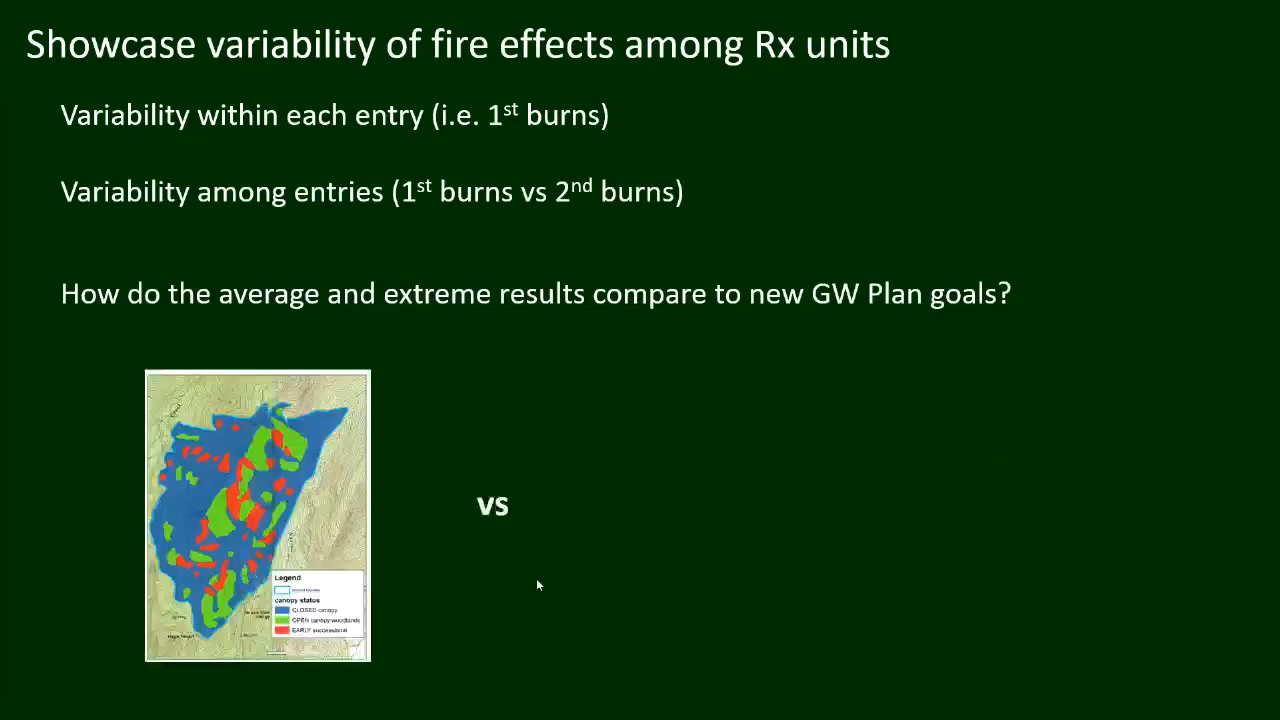 Showcase variability of fire effects among Rx units
Variability within each entry (i.e. 1st burns)
Variability among entries (1st burns vs 2nd burns)
How do the average and extreme results compare to new GW Plan goals?
vs
Legend
canopy status
CLOSED-canopy
OPEN canopy-woodlands
EARLY successional